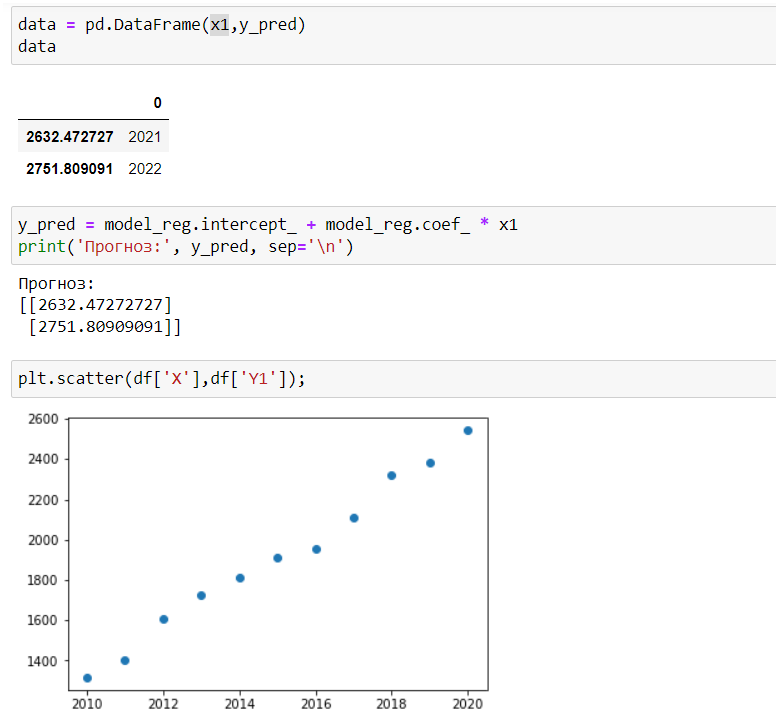 data = pd.DataFrame(x1,y_pred)
data
0
2632.472727 2021
2751.809091 2022
y_pred = model_reg.intercept_ + model_reg.coef_ * x1
print('Прогноз:', y_pred, sep='\n')
Прогноз:
[[2632.47272727]
[2751.80909091]]
plt.scatter(df['X'],df['Y1']);
2600
2400
2200
2000
1800
1600
1400
2010 2012 2014 2016 2018 2020